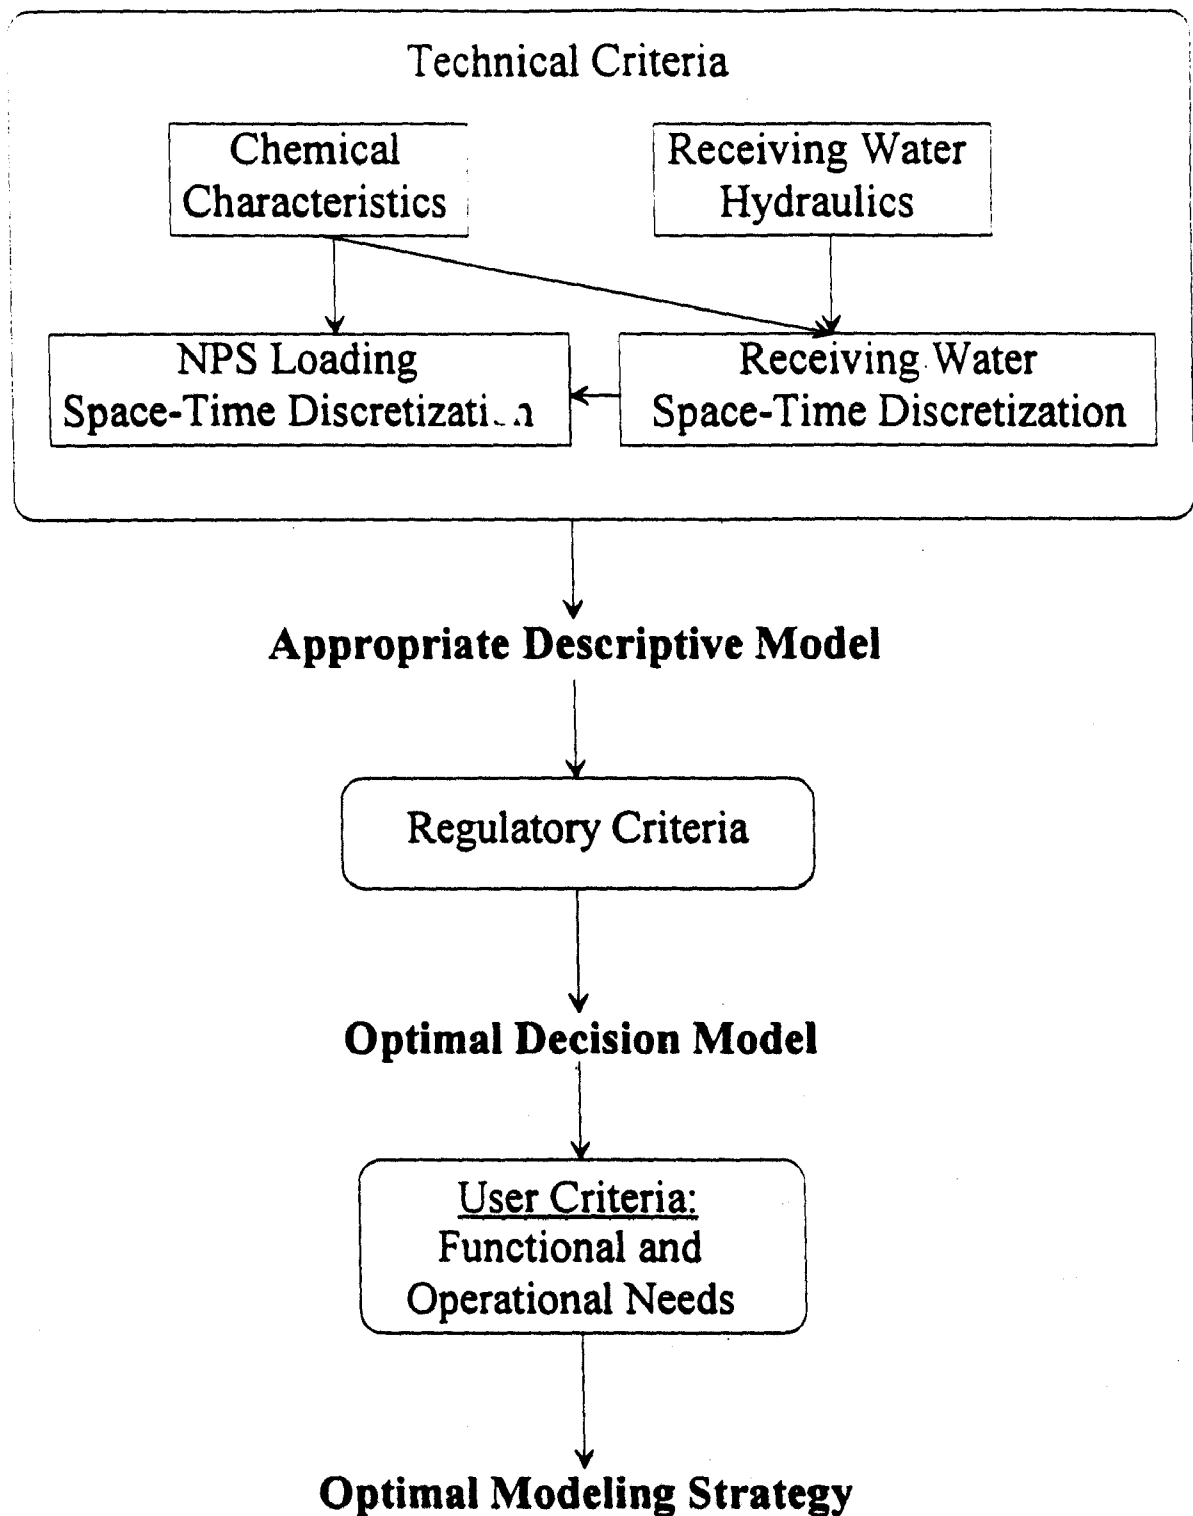 Technical Criteria
Chemical
Characteristics
Receiving Water
Hydraulics
NPS Loading
Space-Time Discretization
Receiving Water
Space-Time Discretization
Appropriate Descriptive Model
Regulatory Criteria
Optimal Decision Model
User Criteria:
Functional and
Operational Needs
Optimal Modeling Strategy